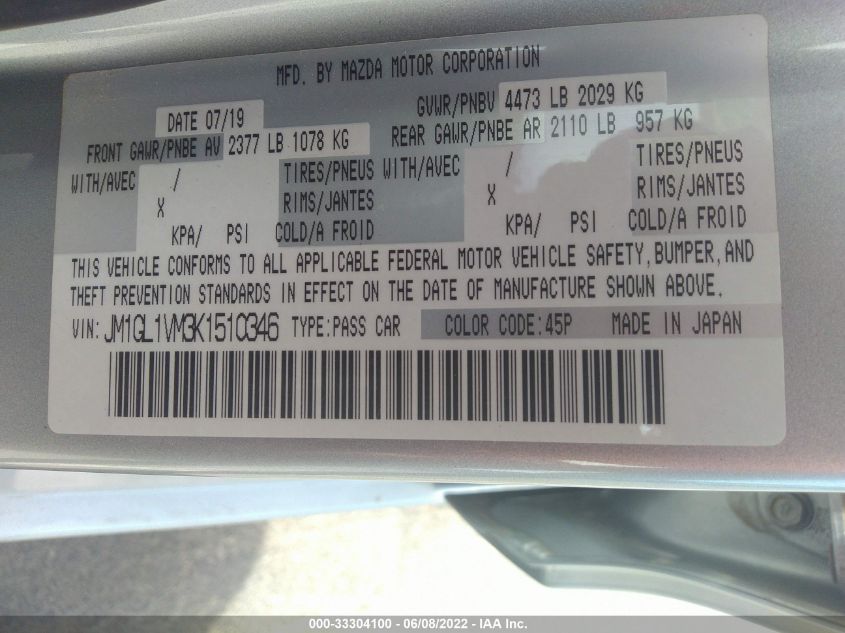 MFD. BY MAZDA MOTOR CORPORATION
DATE 07/19 GVWR/PNBV 4473 LB 2029 KG
FRONT GAWR/PNBE AV 2377 LB 1078 KG REAR GAWR/PNBE AR 2110 LB 957 KG
WITH/AVEC / TIRES/PNEUS WITH/AVEC / TIRES/PNEUS
X RIMS/JANTES X RIMS/JANTES
KPA/ PSI COLD/A FROID KPA/ PSI COLD/A FROID
THIS VEHICLE CONFORMS TO ALL APPLICABLE FEDERAL MOTOR VEHICLE SAFETY, BUMPER, AND
THEFT PREVENTION STANDARDS IN EFFECT ON THE DATE OF MANUFACTURE SHOWN ABOVE.
VIN: JM1GL1VM3K1510346 TYPE:PASS CAR COLOR CODE:45P MADE IN JAPAN
000-33304100 - 06/08/2022 - IAA Inc.